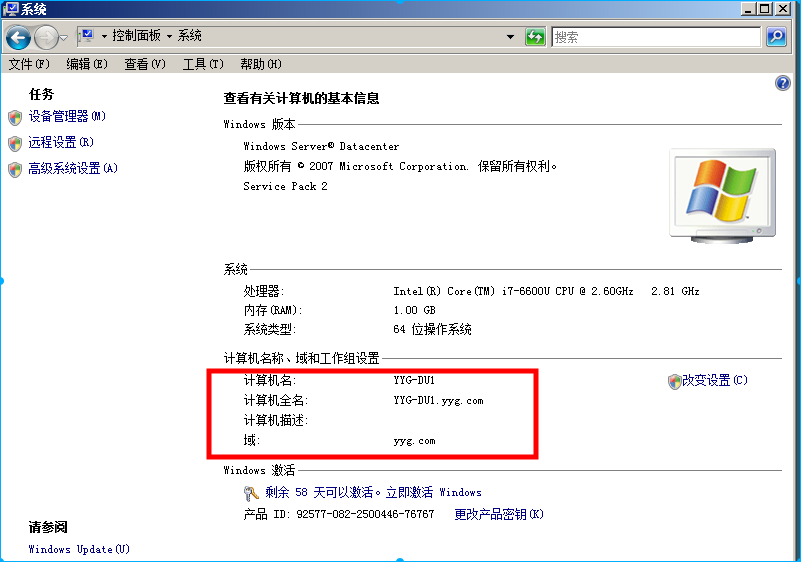 系统
控制面板 系统
搜索
文件(F) 编辑(E) 查看(V) 工具(T) 帮助(H)
任务
设备管理器(M)
远程设置(R)
高级系统设置(A)
查看有关计算机的基本信息
Windows 版本
Windows Server® Datacenter
版权所有 © 2007 Microsoft Corporation. 保留所有权利。
Service Pack 2
系统
处理器: Intel(R) Core(TM) i7-6600U CPU @ 2.60GHz 2.81 GHz
内存(RAM): 1.00 GB
系统类型: 64 位操作系统
计算机名称、域和工作组设置
计算机名: YYG-DU1
改变设置(C)
计算机全名: YYG-DU1.yyg.com
计算机描述:
域: yyg.com
Windows 激活
剩余 58 天可以激活。立即激活 Windows
产品 ID: 92577-082-2500446-76767 更改产品密钥(K)
请参阅
Windows Update(U)